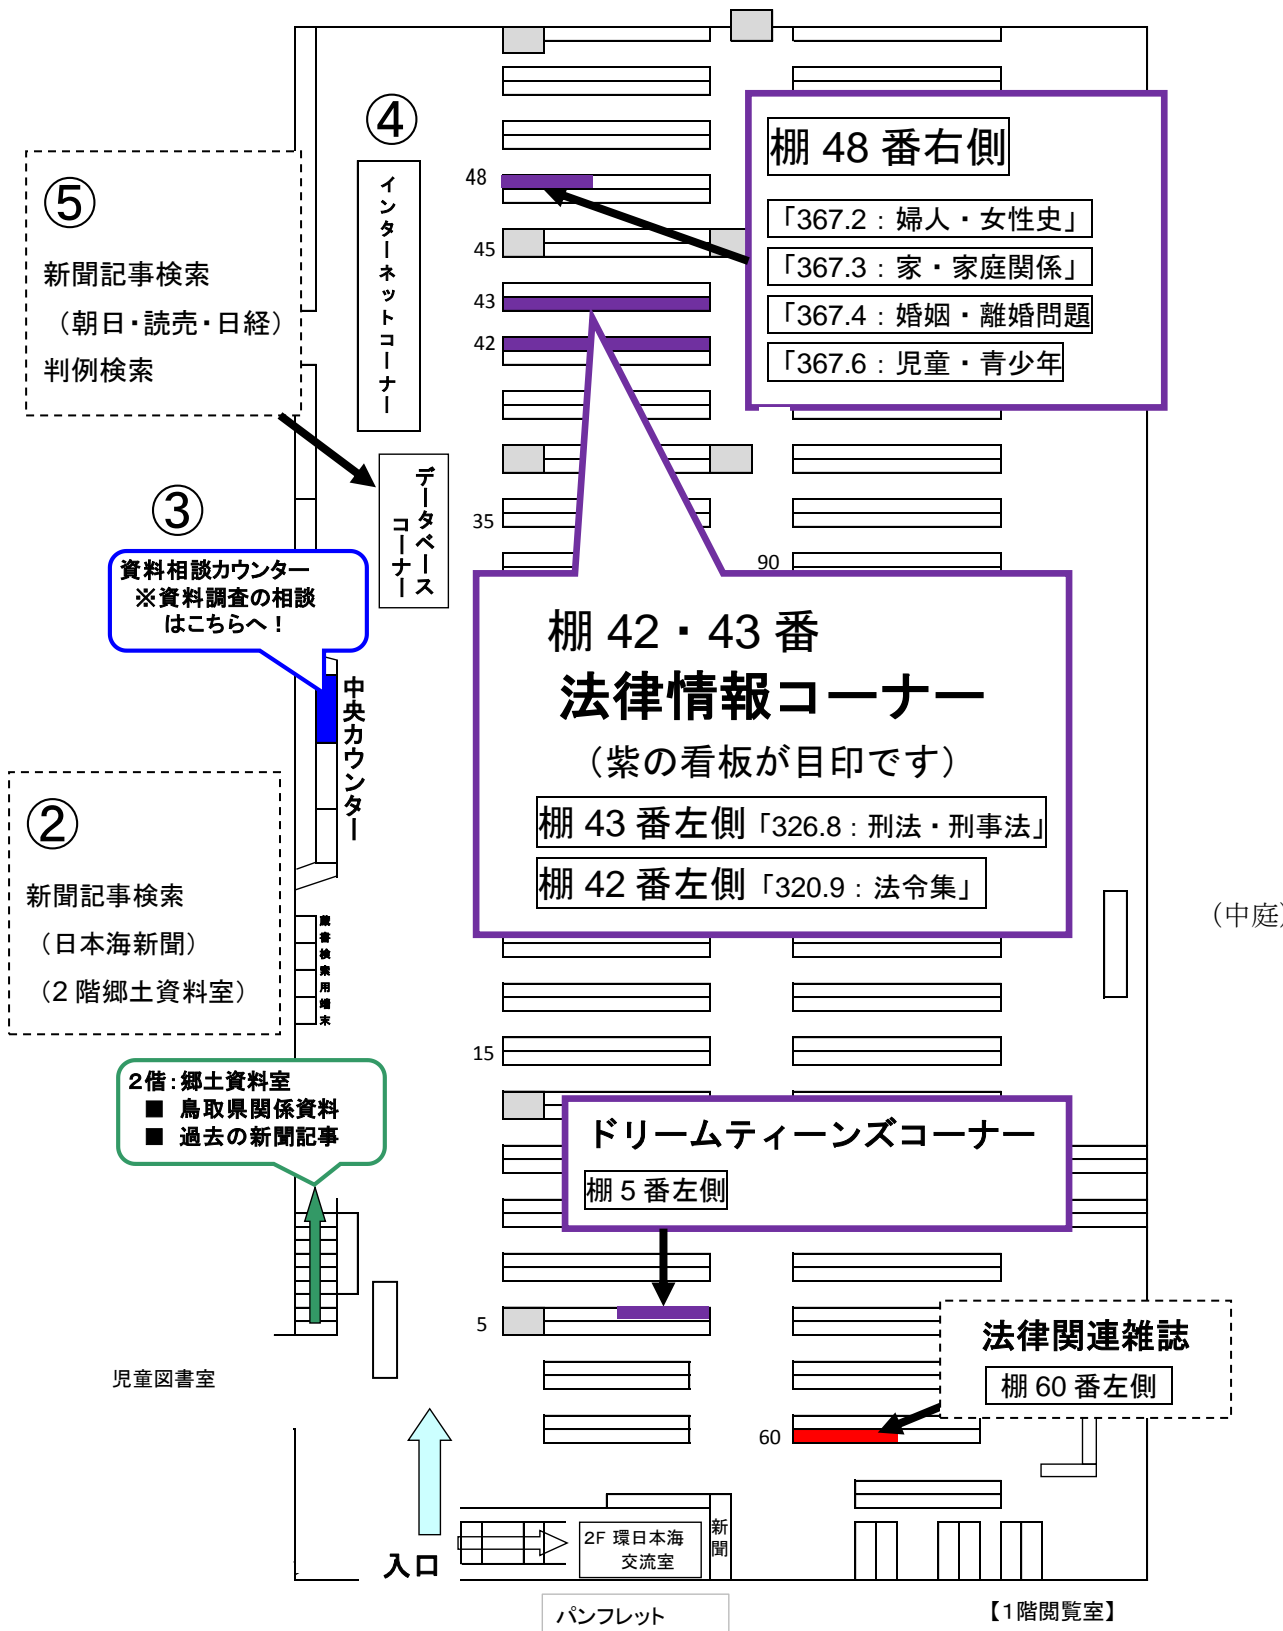 ④
インターネットコーナー
⑤
新聞記事検索
（朝日・読売・日経）
判例検索
48
45
43
42
35
90
15
5
60
棚 48 番右側
「367.2：婦人・女性史」
「367.3：家・家庭関係」
「367.4：婚姻・離婚問題
「367.6：児童・青少年
データベース
コーナー
③
資料相談カウンター
※資料調査の相談
はこちらへ！
中央カウンター
棚 42・43 番
法律情報コーナー
（紫の看板が目印です）
棚 43 番左側「326.8：刑法・刑事法」
棚 42 番左側「320.9：法令集」
②
新聞記事検索
（日本海新聞）
（2 階郷土資料室）
蔵書検索用端末
（中庭）
2階：郷土資料室
■ 鳥取県関係資料
■ 過去の新聞記事
ドリームティーンズコーナー
棚 5 番左側
法律関連雑誌
棚 60 番左側
児童図書室
入口
2F 環日本海
交流室
新聞
パンフレット
【1階閲覧室】